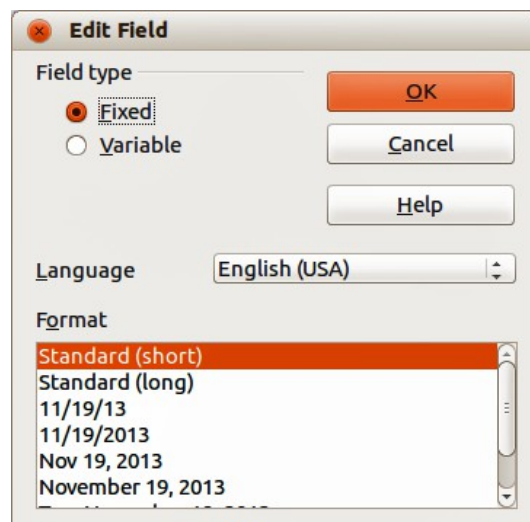 Edit Field
Field type
Fixed
Variable
OK
Cancel
Help
Language
English (USA)
Format
Standard (short)
Standard (long)
11/19/13
11/19/2013
Nov 19, 2013
November 19, 2013